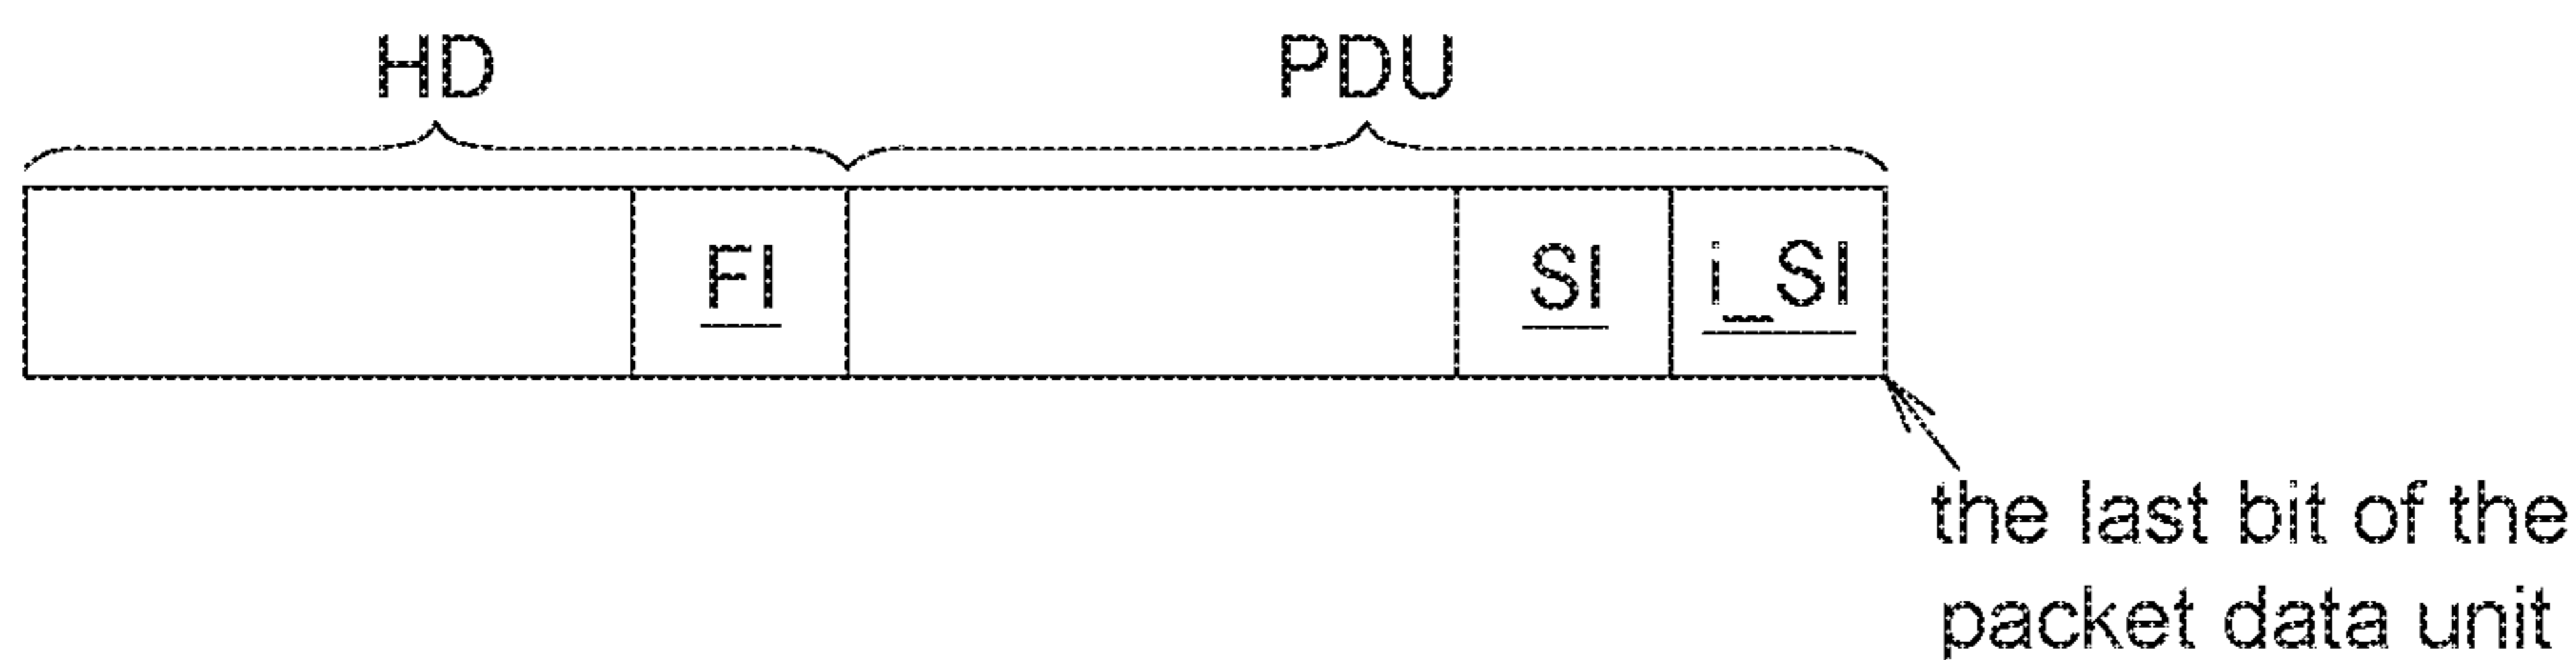 HD PDU
FI SI i_SI
the last bit of the
packet data unit